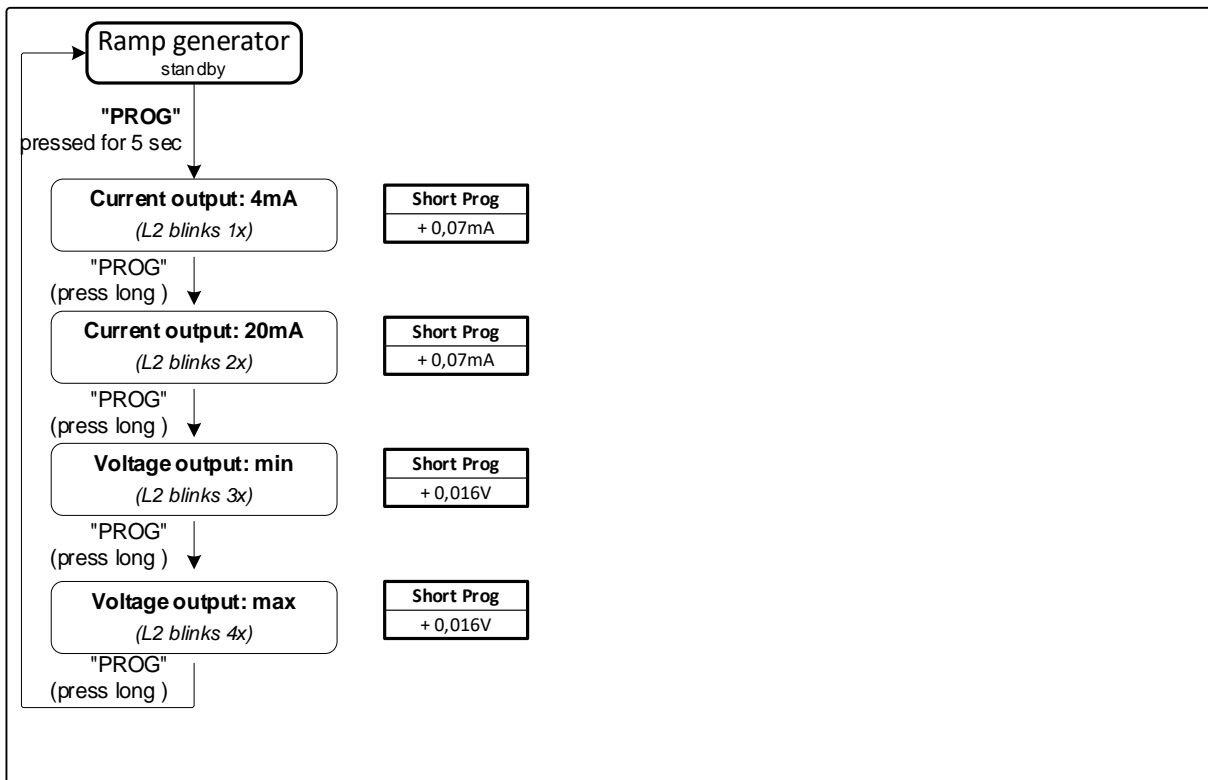 Ramp generator
standby
"PROG"
pressed for 5 sec
Current output: 4mA
(L2 blinks 1x)
Short Prog
+ 0,07mA
"PROG"
(press long )
Current output: 20mA
(L2 blinks 2x)
Short Prog
+ 0,07mA
"PROG"
(press long )
Voltage output: min
(L2 blinks 3x)
Short Prog
+ 0,016V
"PROG"
(press long )
Voltage output: max
(L2 blinks 4x)
Short Prog
+ 0,016V
"PROG"
(press long )